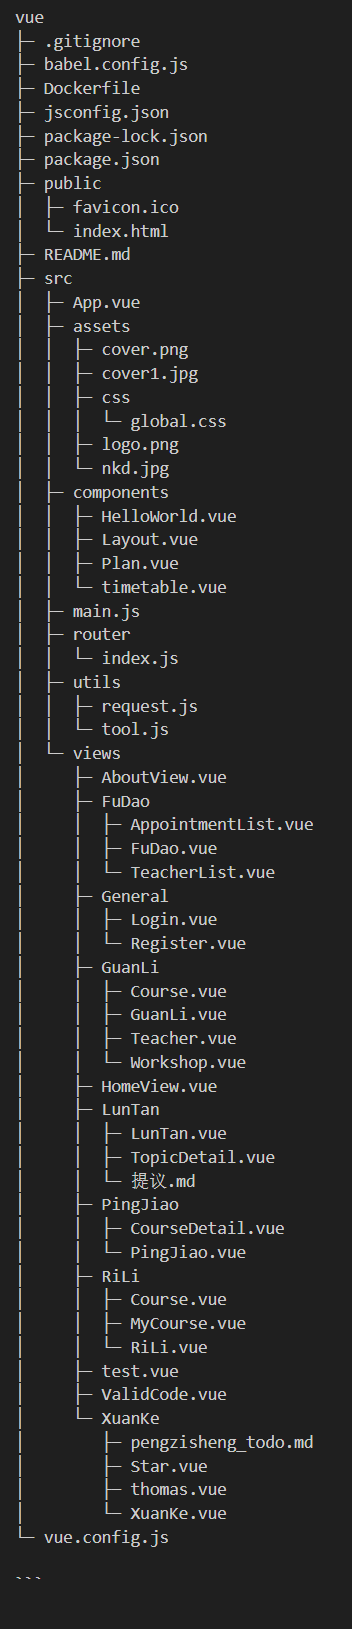 vue
├─ .gitignore
├─ babel.config.js
├─ Dockerfile
├─ jsconfig.json
├─ package-lock.json
├─ package.json
├─ public
│  ├─ favicon.ico
│  └─ index.html
├─ README.md
├─ src
│  ├─ App.vue
│  ├─ assets
│  │  ├─ cover.png
│  │  ├─ cover1.jpg
│  │  ├─ css
│  │  │  └─ global.css
│  │  ├─ logo.png
│  │  └─ nkd.jpg
│  ├─ components
│  │  ├─ HelloWorld.vue
│  │  ├─ Layout.vue
│  │  ├─ Plan.vue
│  │  └─ timetable.vue
│  ├─ main.js
│  ├─ router
│  │  └─ index.js
│  ├─ utils
│  │  ├─ request.js
│  │  └─ tool.js
│  └─ views
│     ├─ AboutView.vue
│     ├─ FuDao
│     │  ├─ AppointmentList.vue
│     │  ├─ FuDao.vue
│     │  └─ TeacherList.vue
│     ├─ General
│     │  ├─ Login.vue
│     │  └─ Register.vue
│     ├─ GuanLi
│     │  ├─ Course.vue
│     │  ├─ GuanLi.vue
│     │  ├─ Teacher.vue
│     │  └─ Workshop.vue
│     ├─ HomeView.vue
│     ├─ LunTan
│     │  ├─ LunTan.vue
│     │  ├─ TopicDetail.vue
│     │  └─ 提议.md
│     ├─ PingJiao
│     │  ├─ CourseDetail.vue
│     │  └─ PingJiao.vue
│     ├─ RiLi
│     │  ├─ Course.vue
│     │  ├─ MyCourse.vue
│     │  └─ RiLi.vue
│     ├─ test.vue
│     ├─ ValidCode.vue
│     └─ XuanKe
│        ├─ pengzisheng_todo.md
│        ├─ Star.vue
│        ├─ thomas.vue
│        └─ XuanKe.vue
└─ vue.config.js
```